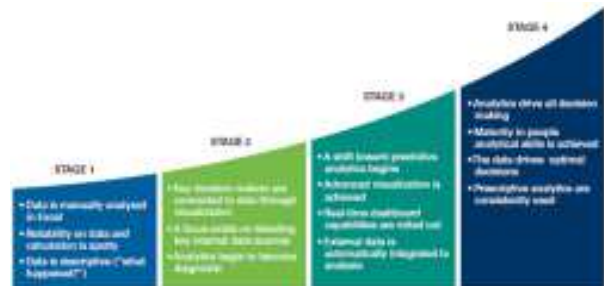 STAGE 1
• Data is manually analysed
in Excel
• Reliability on data and
calculation is spotty
• Data is descriptive ("what
happened?")
STAGE 2
• Key decision makers are
connected to data through
visualization
• A focus exists on blending
key internal data sources
• Analytics begin to become
diagnostic
STAGE 3
• A shift toward predictive
analytics begins
• Advanced visualization is
achieved
• Real-time dashboard
capabilities are rolled out
• External data is
automatically integrated to
analysis
STAGE 4
• Analytics drive all decision
making
• Maturity in people
analytical skills is achieved
• The data drives optimal
decisions
• Prescriptive analytics are
consistently used